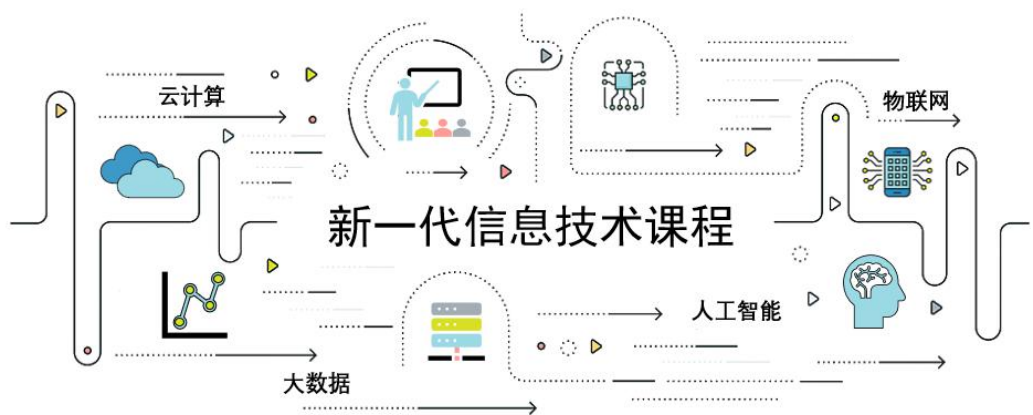 云计算
物联网
新一代信息技术课程
人工智能
大数据